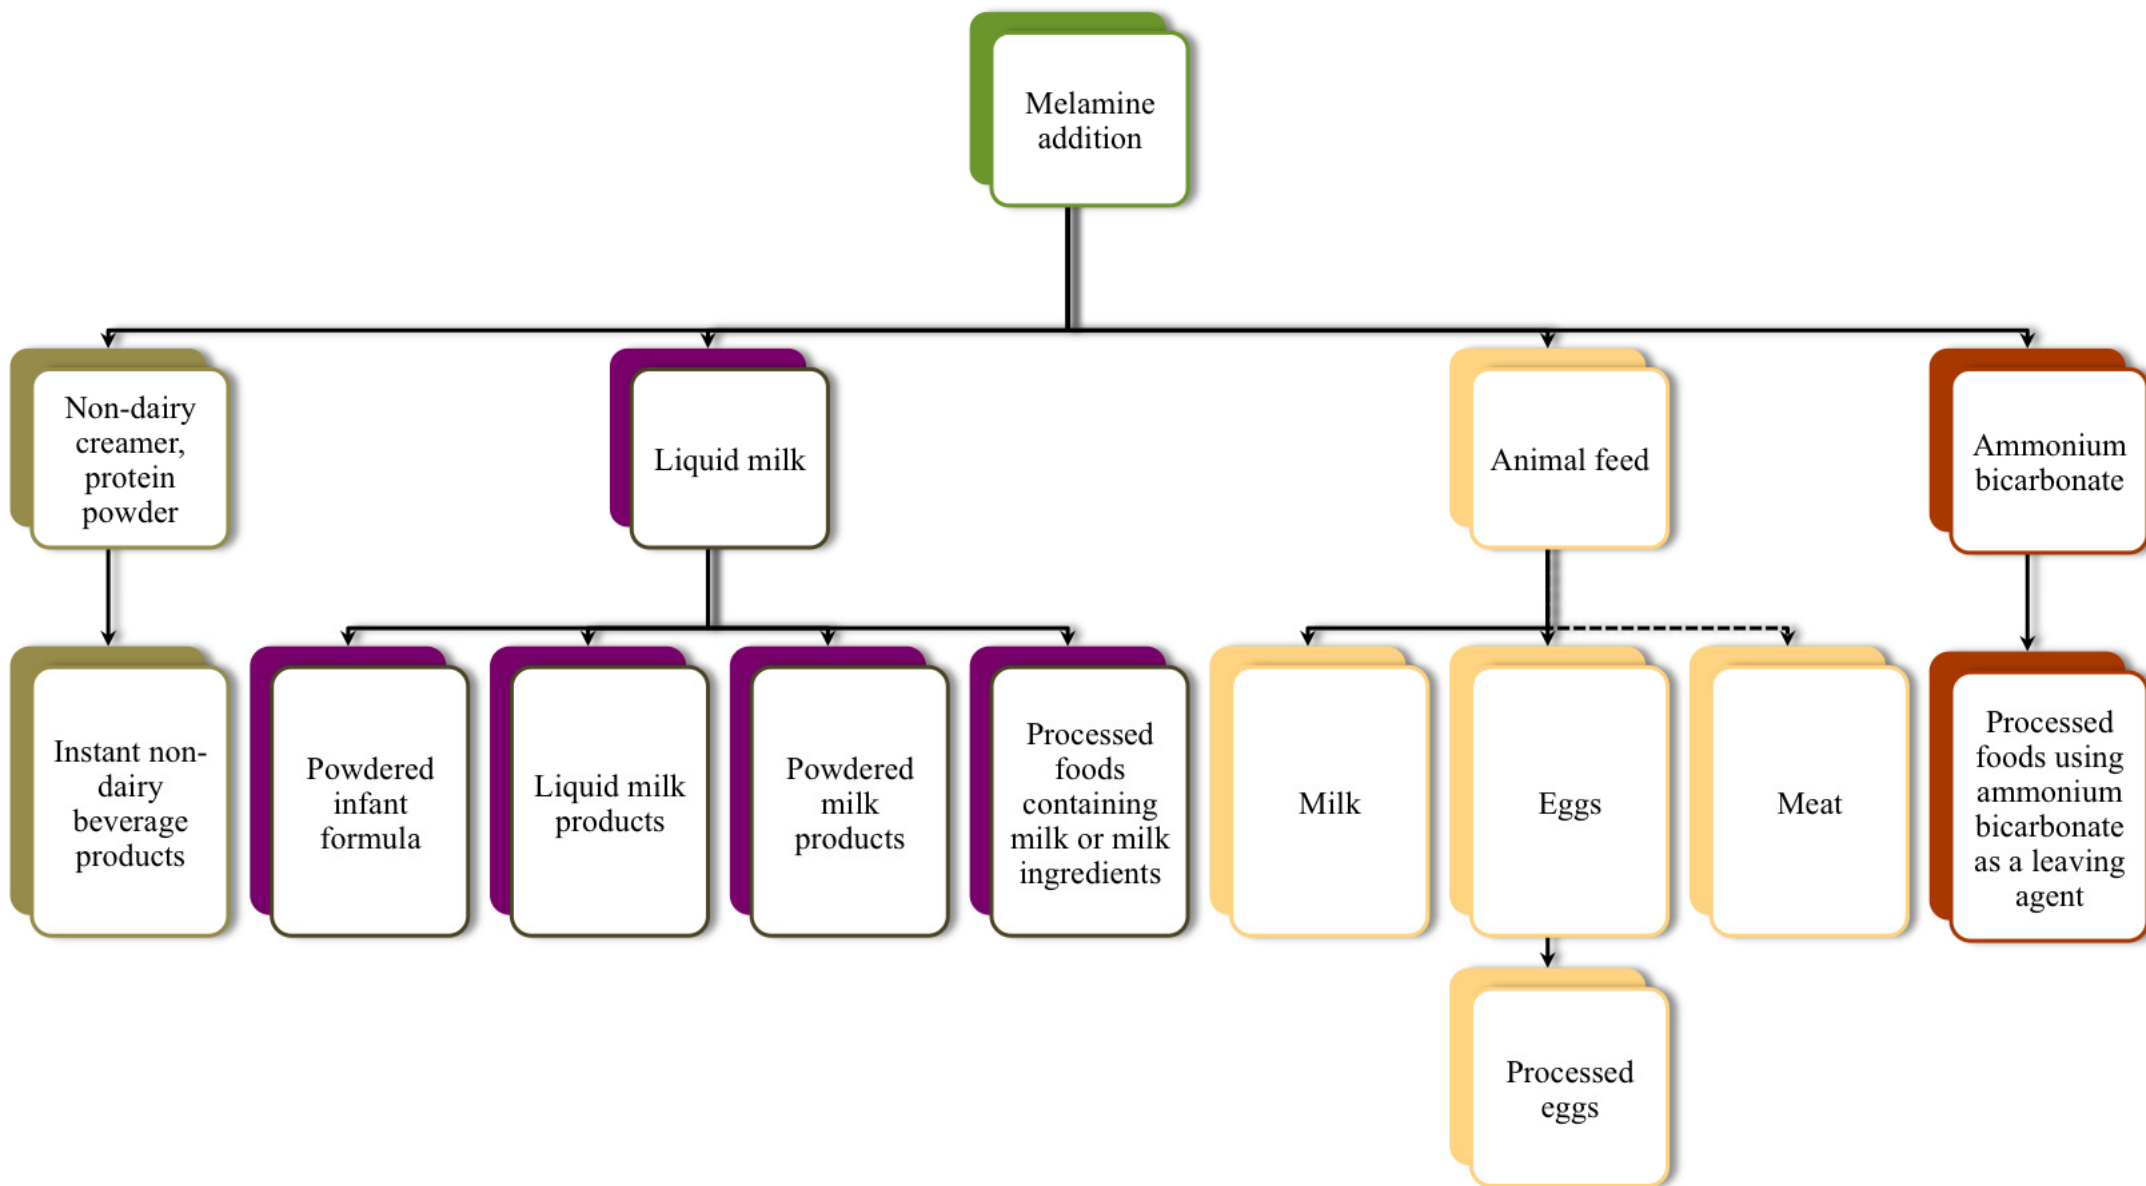 Melamine
addition
Non-dairy
creamer,
protein
powder
Liquid milk
Animal feed
Ammonium
bicarbonate
Instant non-
dairy
beverage
products
Powdered
infant
formula
Liquid milk
products
Powdered
milk
products
Processed
foods
containing
milk or milk
ingredients
Milk
Eggs
Meat
Processed
foods using
ammonium
bicarbonate
as a leaving
agent
Processed
eggs